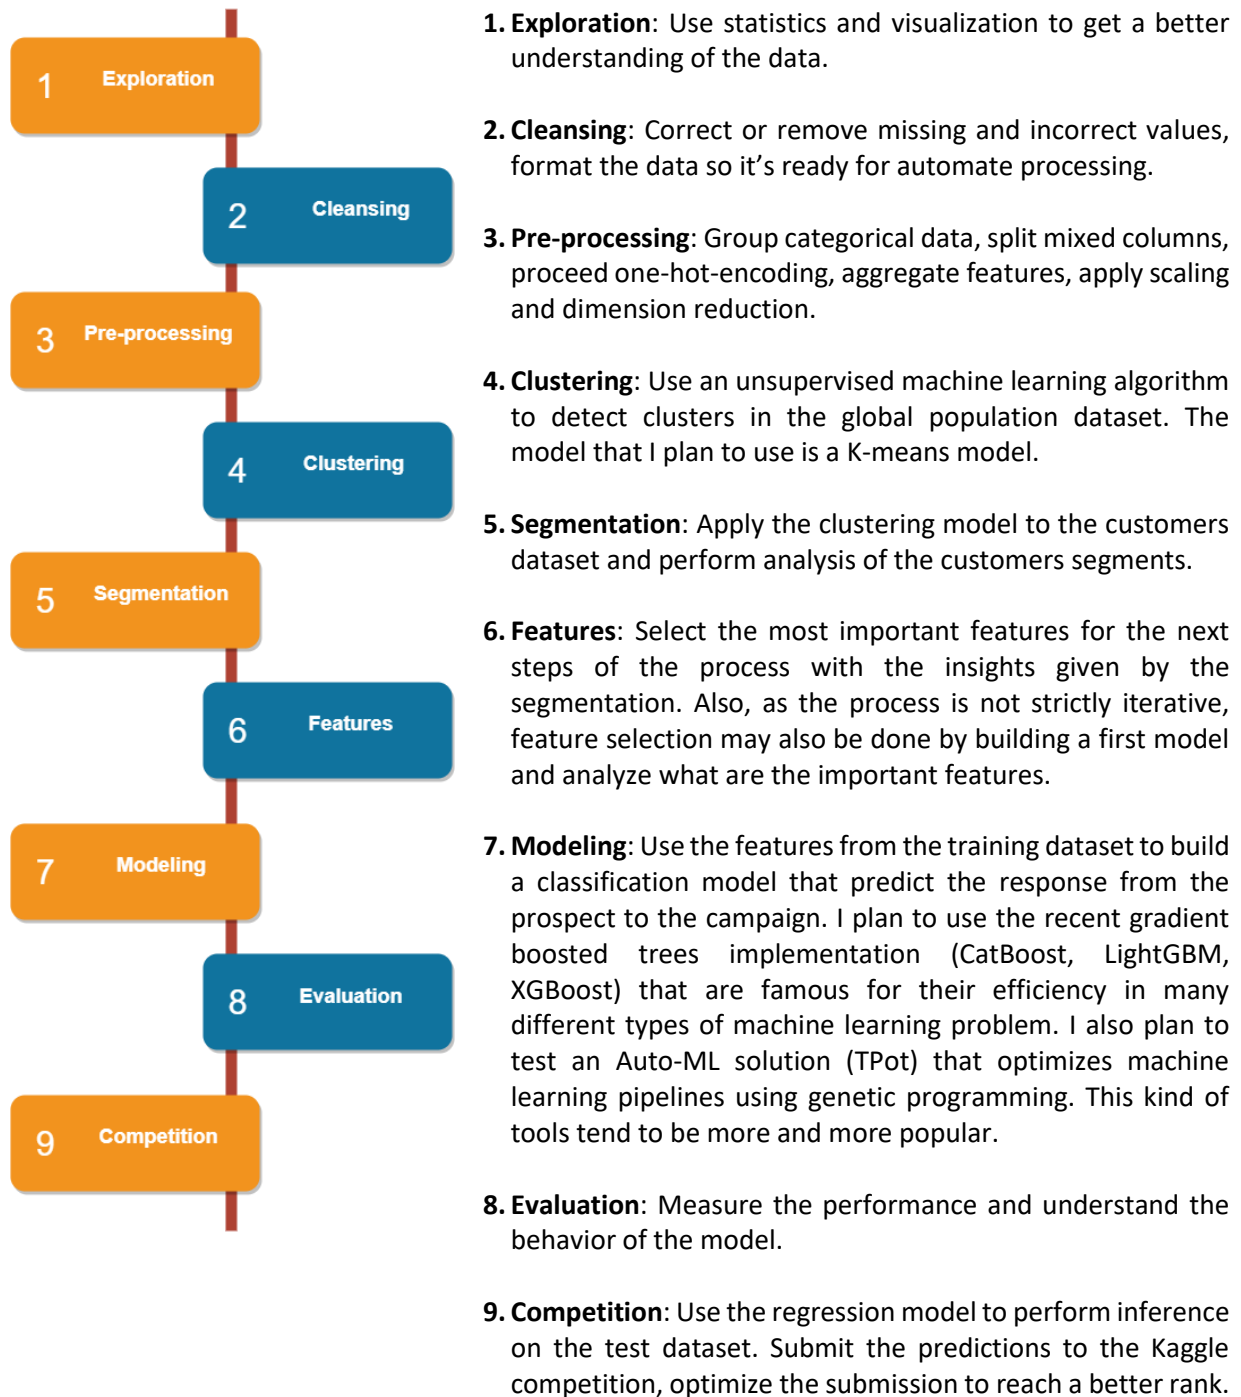 1 Exploration
2 Cleansing
3 Pre-processing
4 Clustering
5 Segmentation
6 Features
7 Modeling
8 Evaluation
9 Competition
1. Exploration: Use statistics and visualization to get a better
understanding of the data.
2. Cleansing: Correct or remove missing and incorrect values,
format the data so it’s ready for automate processing.
3. Pre-processing: Group categorical data, split mixed columns,
proceed one-hot-encoding, aggregate features, apply scaling
and dimension reduction.
4. Clustering: Use an unsupervised machine learning algorithm
to detect clusters in the global population dataset. The
model that I plan to use is a K-means model.
5. Segmentation: Apply the clustering model to the customers
dataset and perform analysis of the customers segments.
6. Features: Select the most important features for the next
steps of the process with the insights given by the
segmentation. Also, as the process is not strictly iterative,
feature selection may also be done by building a first model
and analyze what are the important features.
7. Modeling: Use the features from the training dataset to build
a classification model that predict the response from the
prospect to the campaign. I plan to use the recent gradient
boosted trees implementation (CatBoost, LightGBM,
XGBoost) that are famous for their efficiency in many
different types of machine learning problem. I also plan to
test an Auto-ML solution (TPot) that optimizes machine
learning pipelines using genetic programming. This kind of
tools tend to be more and more popular.
8. Evaluation: Measure the performance and understand the
behavior of the model.
9. Competition: Use the regression model to perform inference
on the test dataset. Submit the predictions to the Kaggle
competition, optimize the submission to reach a better rank.